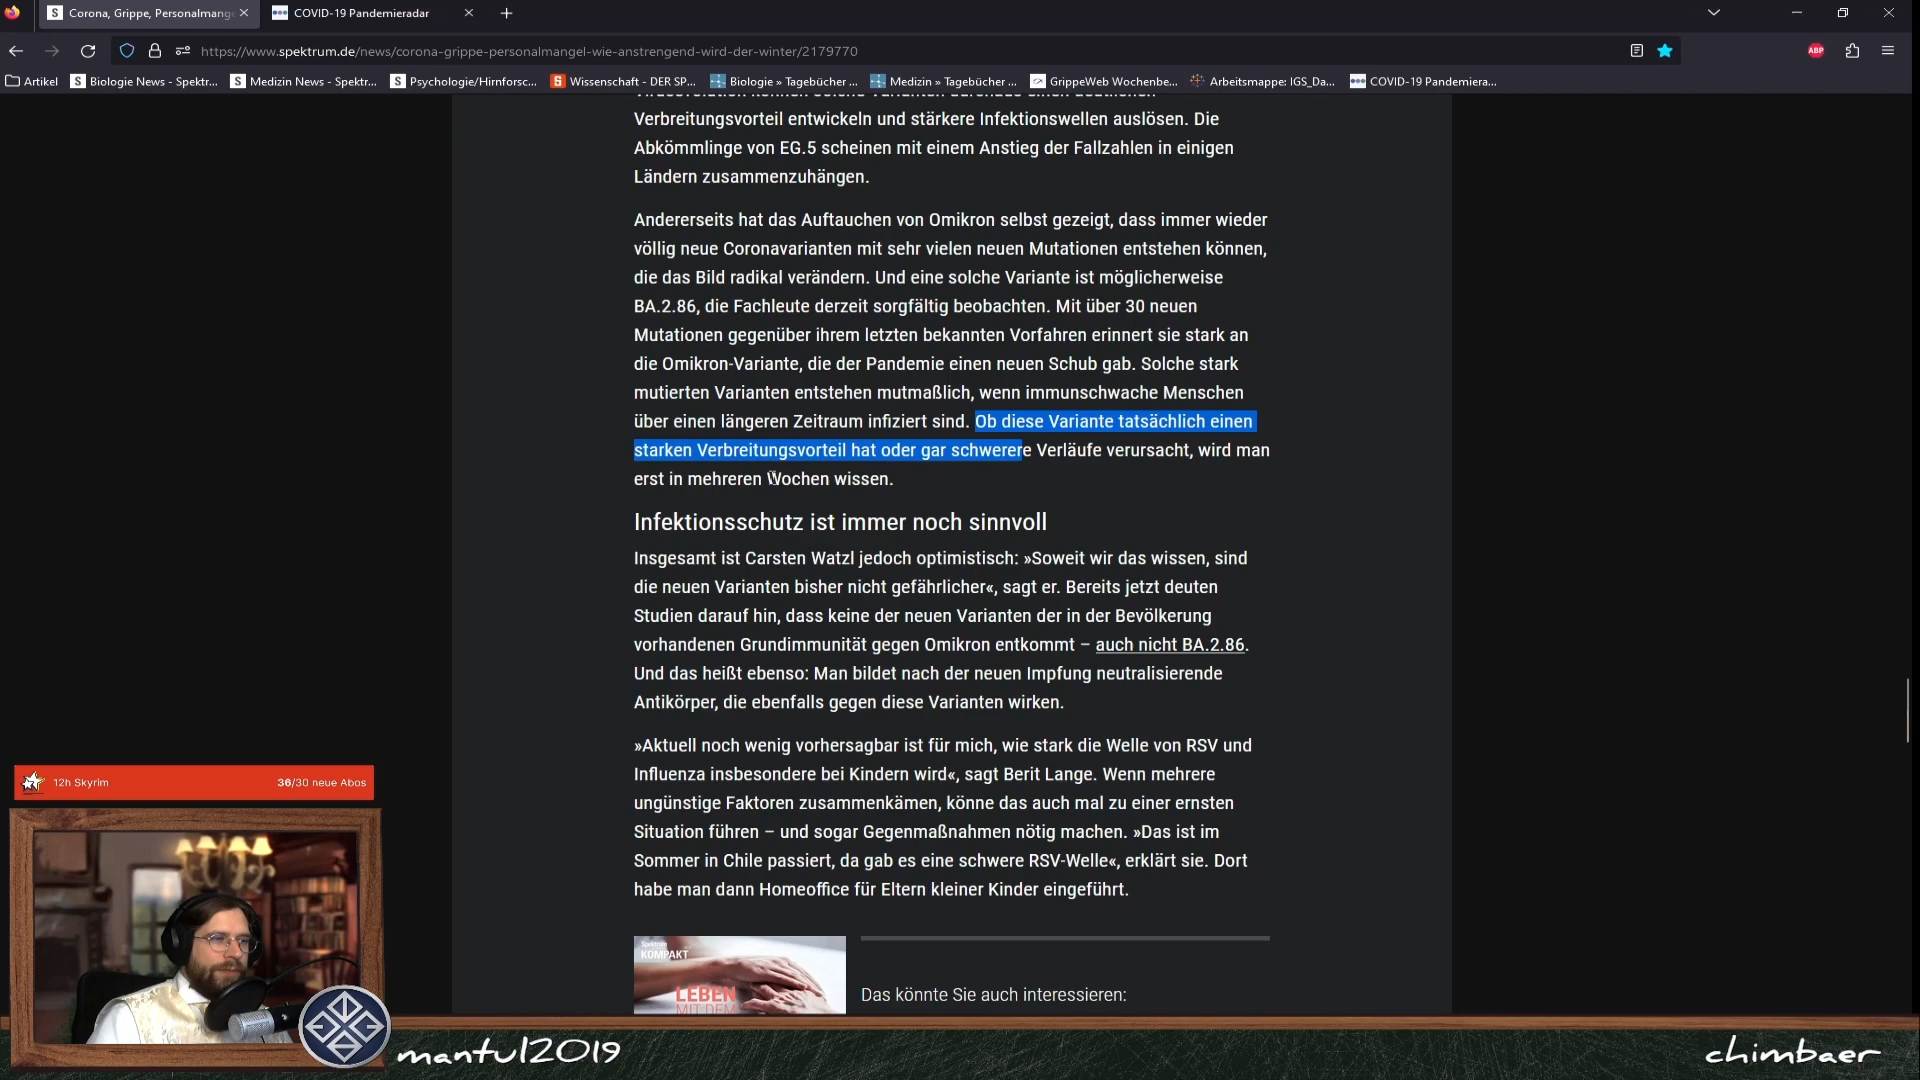 Corona, Grippe, Personalmange
COVID-19 Pandemieradar
https://www.spektrum.de/news/corona-grippe-personalmangel-wie-anstrengend-wird-der-winter/2179770
ABP
Artikel
Biologie News - Spektr...
Medizin News - Spektr...
Psychologie/Hirnforsc...
Wissenschaft - DER SP...
Biologie » Tagebücher ...
Medizin » Tagebücher ...
GrippeWeb Wochenbe...
Arbeitsmappe: IGS_Da...
COVID-19 Pandemiera...
Verbreitungsvorteil entwickeln und stärkere Infektionswellen auslösen. Die
Abkömmlinge von EG.5 scheinen mit einem Anstieg der Fallzahlen in einigen
Ländern zusammenzuhängen.
Andererseits hat das Auftauchen von Omikron selbst gezeigt, dass immer wieder
völlig neue Coronavarianten mit sehr vielen neuen Mutationen entstehen können,
die das Bild radikal verändern. Und eine solche Variante ist möglicherweise
BA.2.86, die Fachleute derzeit sorgfältig beobachten. Mit über 30 neuen
Mutationen gegenüber ihrem letzten bekannten Vorfahren erinnert sie stark an
die Omikron-Variante, die der Pandemie einen neuen Schub gab. Solche stark
mutierten Varianten entstehen mutmaßlich, wenn immunschwache Menschen
über einen längeren Zeitraum infiziert sind. Ob diese Variante tatsächlich einen
starken Verbreitungsvorteil hat oder gar schwerere Verläufe verursacht, wird man
erst in mehreren Wochen wissen.
Infektionsschutz ist immer noch sinnvoll
Insgesamt ist Carsten Watzl jedoch optimistisch: »Soweit wir das wissen, sind
die neuen Varianten bisher nicht gefährlicher«, sagt er. Bereits jetzt deuten
Studien darauf hin, dass keine der neuen Varianten der in der Bevölkerung
vorhandenen Grundimmunität gegen Omikron entkommt – auch nicht BA.2.86.
Und das heißt ebenso: Man bildet nach der neuen Impfung neutralisierende
Antikörper, die ebenfalls gegen diese Varianten wirken.
»Aktuell noch wenig vorhersagbar ist für mich, wie stark die Welle von RSV und
Influenza insbesondere bei Kindern wird«, sagt Berit Lange. Wenn mehrere
ungünstige Faktoren zusammenkämen, könne das auch mal zu einer ernsten
Situation führen – und sogar Gegenmaßnahmen nötig machen. »Das ist im
Sommer in Chile passiert, da gab es eine schwere RSV-Welle«, erklärt sie. Dort
habe man dann Homeoffice für Eltern kleiner Kinder eingeführt.
Spektrum
KOMPAKT
LEBEN
MIT DEM
Das könnte Sie auch interessieren:
12h Skyrim
36/30 neue Abos
mantul2019
chimbaer